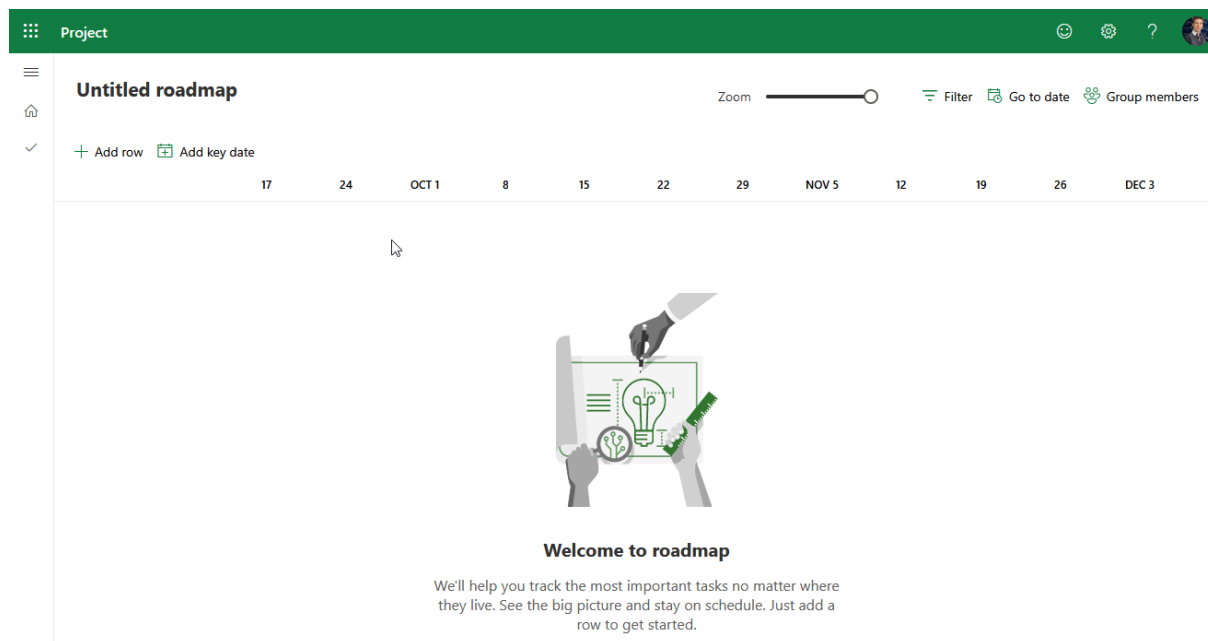 Project
?
Untitled roadmap
Zoom
Filter
Go to date
Group members
Add row
Add key date
17 24 OCT 1 8 15 22 29 NOV 5 12 19 26 DEC 3
Welcome to roadmap
We'll help you track the most important tasks no matter where
they live. See the big picture and stay on schedule. Just add a
row to get started.